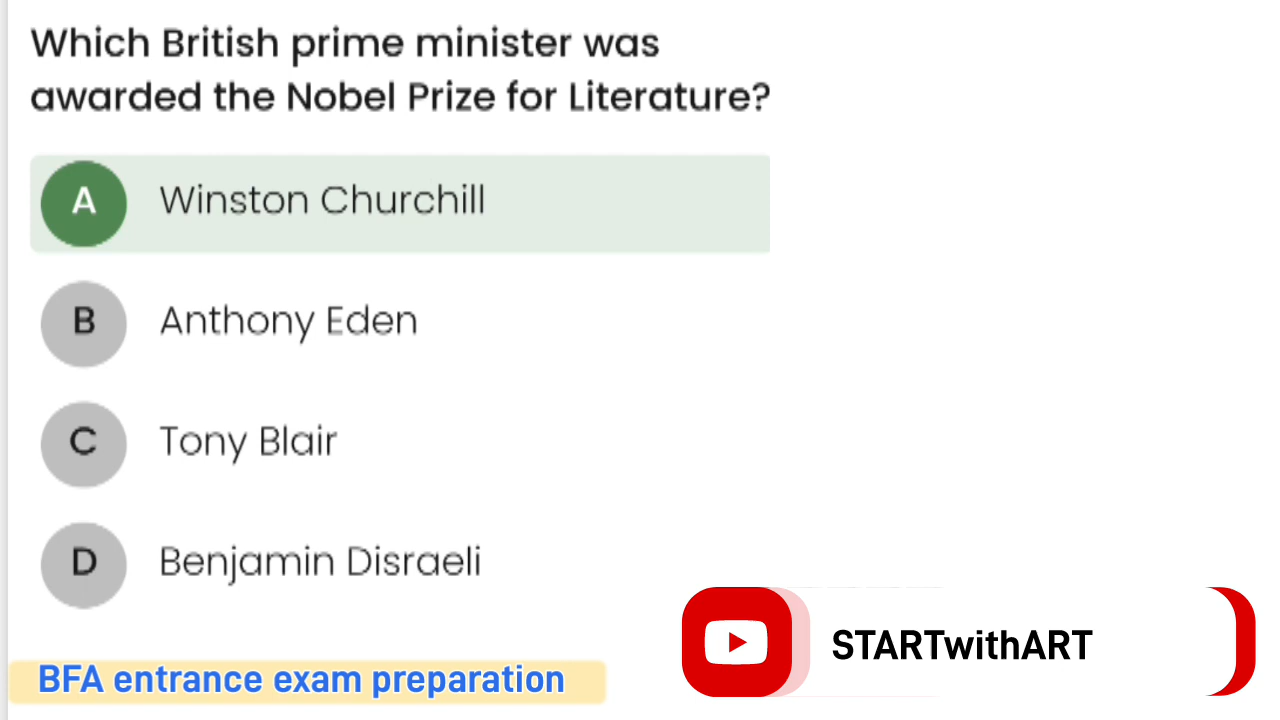 Which British prime minister was
awarded the Nobel Prize for Literature?
A Winston Churchill
B Anthony Eden
C Tony Blair
D Benjamin Disraeli
BFA entrance exam preparation
STARTwithART